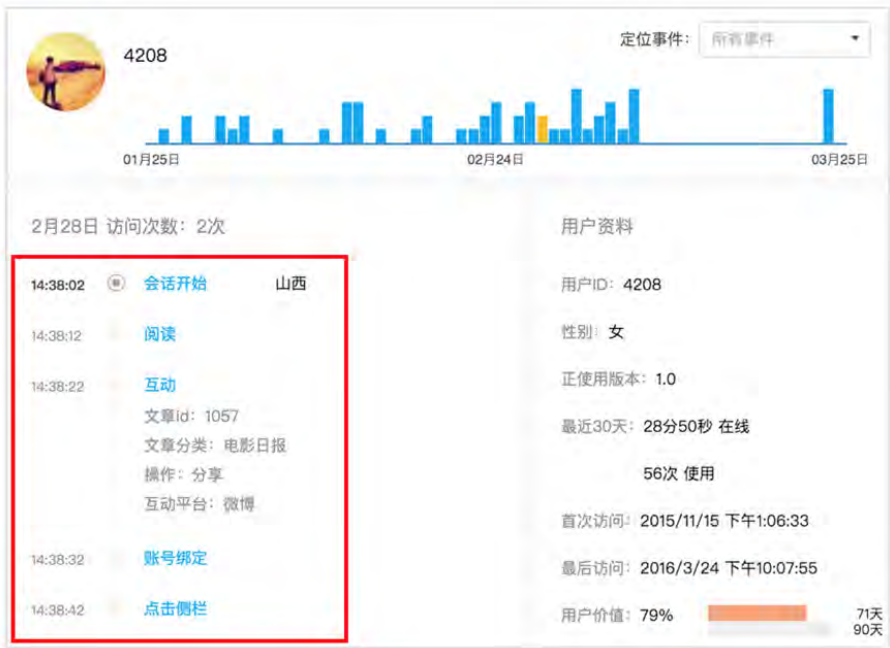 4208
定位事件： 所有事件
01月25日 02月24日 03月25日
2月28日 访问次数：2次
14:38:02 会话开始 山西
14:38:12 阅读
14:38:22 互动
文章id：1057
文章分类：电影日报
操作：分享
互动平台：微博
14:38:32 账号绑定
14:38:42 点击侧栏
用户资料
用户ID：4208
性别：女
正使用版本：1.0
最近30天：28分50秒 在线
56次 使用
首次访问：2015/11/15 下午1:06:33
最后访问：2016/3/24 下午10:07:55
用户价值：79% 71天
90天